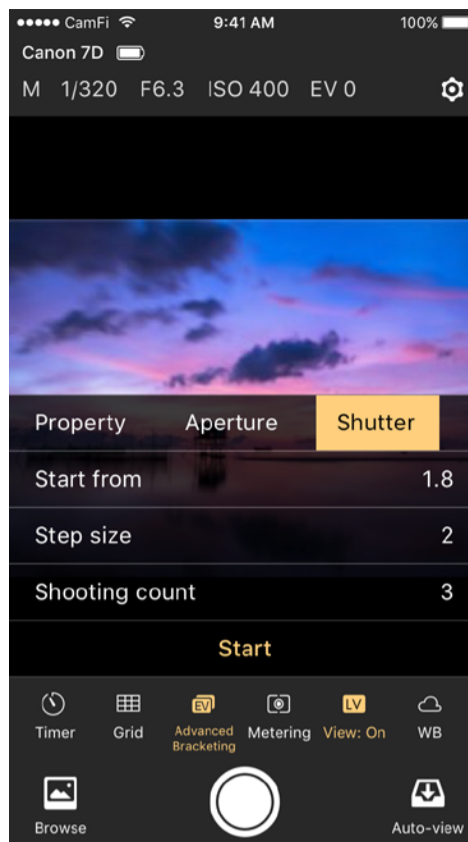 CamFi 9:41 AM 100%
Canon 7D
M 1/320 F6.3 ISO 400 EV 0
Property Aperture Shutter
Start from 1.8
Step size 2
Shooting count 3
Start
EV LV
Timer Grid Advanced Bracketing Metering View: On WB
Browse Auto-view